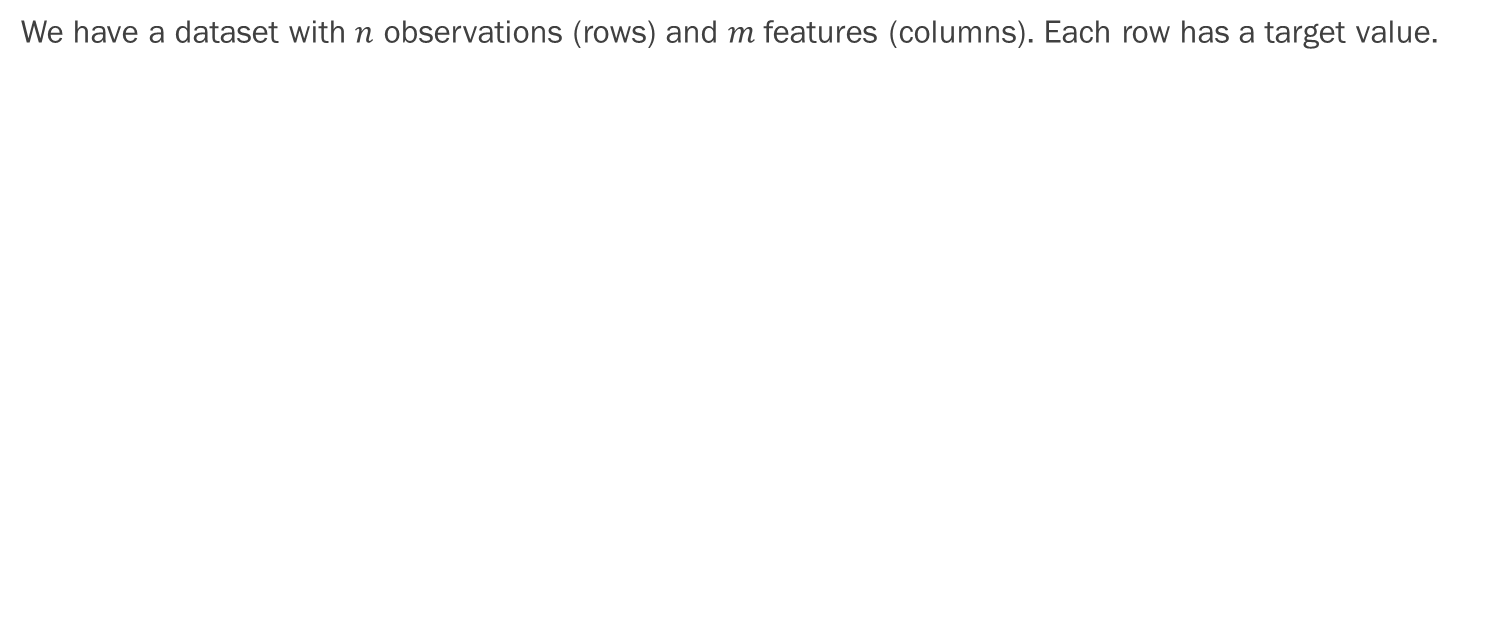 We have a dataset with n observations (rows) and m features (columns). Each row has a target value.